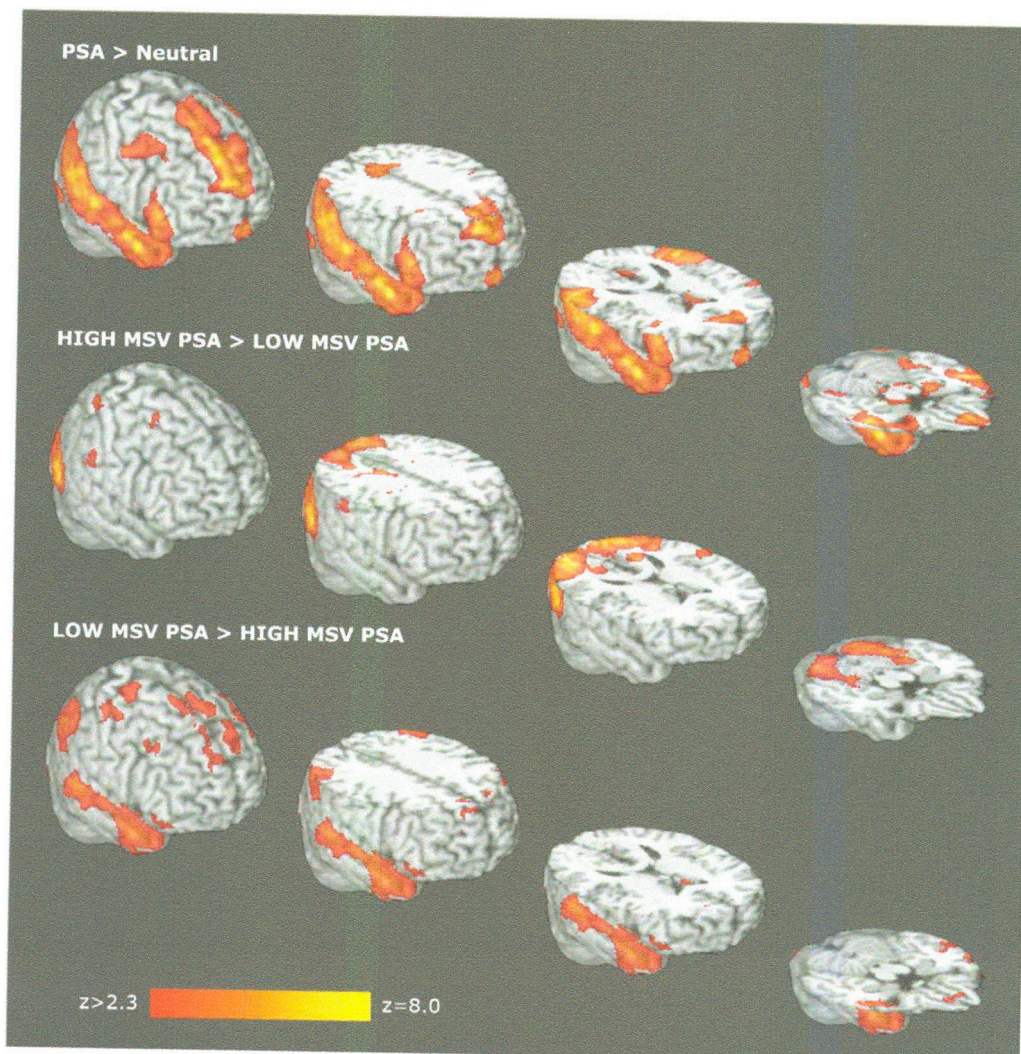 PSA > Neutral
HIGH MSV PSA > LOW MSV PSA
LOW MSV PSA > HIGH MSV PSA
z>2.3
z=8.0